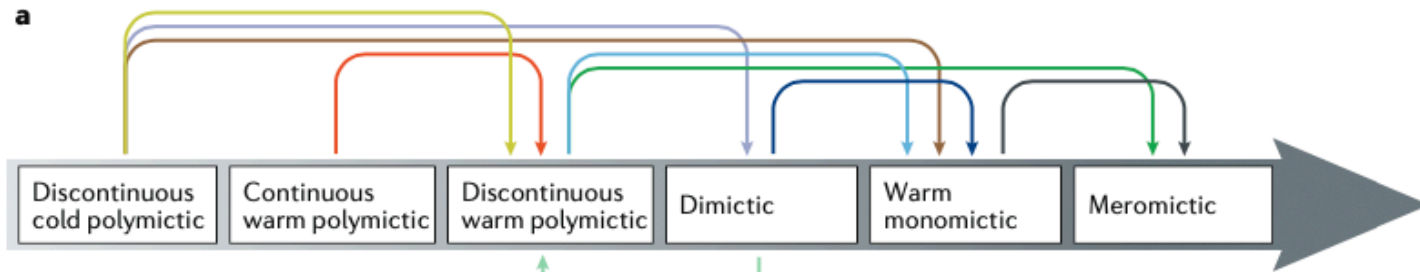 a
Discontinuous
cold polymictic
Continuous
warm polymictic
Discontinuous
warm polymictic
Dimictic
Warm
monomictic
Meromictic